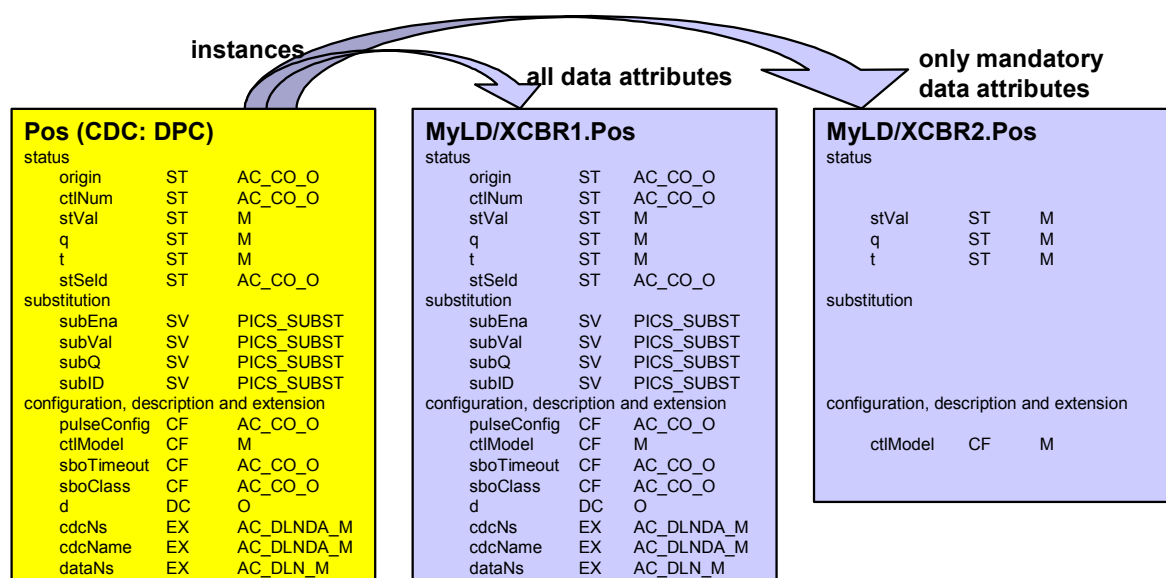 instances
all data attributes
only mandatory
data attributes
Pos (CDC: DPC)
status
origin ST AC_CO_O
ctlNum ST AC_CO_O
stVal ST M
q ST M
t ST M
stSeld ST AC_CO_O
substitution
subEna SV PICS_SUBST
subVal SV PICS_SUBST
subQ SV PICS_SUBST
subID SV PICS_SUBST
configuration, description and extension
pulseConfig CF AC_CO_O
ctlModel CF M
sboTimeout CF AC_CO_O
sboClass CF AC_CO_O
d DC O
cdcNs EX AC_DLNDA_M
cdcName EX AC_DLNDA_M
dataNs EX AC_DLN_M
MyLD/XCBR1.Pos
status
origin ST AC_CO_O
ctlNum ST AC_CO_O
stVal ST M
q ST M
t ST M
stSeld ST AC_CO_O
substitution
subEna SV PICS_SUBST
subVal SV PICS_SUBST
subQ SV PICS_SUBST
subID SV PICS_SUBST
configuration, description and extension
pulseConfig CF AC_CO_O
ctlModel CF M
sboTimeout CF AC_CO_O
sboClass CF AC_CO_O
d DC O
cdcNs EX AC_DLNDA_M
cdcName EX AC_DLNDA_M
dataNs EX AC_DLN_M
MyLD/XCBR2.Pos
status
stVal ST M
q ST M
t ST M
substitution
configuration, description and extension
ctlModel CF M